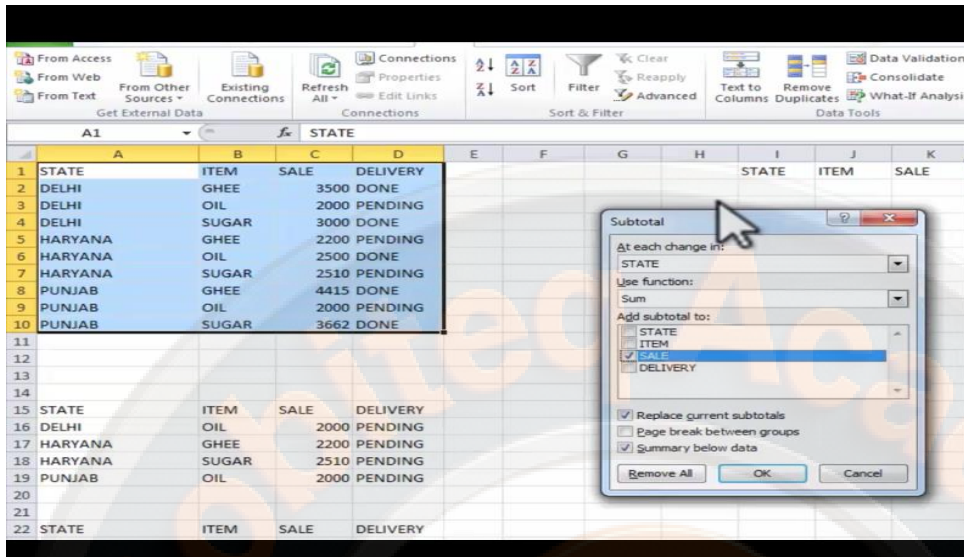 From Access
From Web
From Text
From Other Sources
Get External Data
Existing Connections
Refresh All
Connections
Properties
Edit Links
Connections
Sort
Filter
Clear
Reapply
Advanced
Sort & Filter
Text to Columns
Remove Duplicates
Data Validation
Consolidate
What-If Analysi
Data Tools
A1 fx STATE
A B C D E F G H I J K
1 STATE ITEM SALE DELIVERY STATE ITEM SALE
2 DELHI GHEE 3500 DONE
3 DELHI OIL 2000 PENDING
4 DELHI SUGAR 3000 DONE
5 HARYANA GHEE 2200 PENDING
6 HARYANA OIL 2500 DONE
7 HARYANA SUGAR 2510 PENDING
8 PUNJAB GHEE 4415 DONE
9 PUNJAB OIL 2000 PENDING
10 PUNJAB SUGAR 3662 DONE
11
12
13
14
15 STATE ITEM SALE DELIVERY
16 DELHI OIL 2000 PENDING
17 HARYANA GHEE 2200 PENDING
18 HARYANA SUGAR 2510 PENDING
19 PUNJAB OIL 2000 PENDING
20
21
22 STATE ITEM SALE DELIVERY
Subtotal
At each change in:
STATE
Use function:
Sum
Add subtotal to:
STATE
ITEM
SALE
DELIVERY
Replace current subtotals
Page break between groups
Summary below data
Remove All OK Cancel